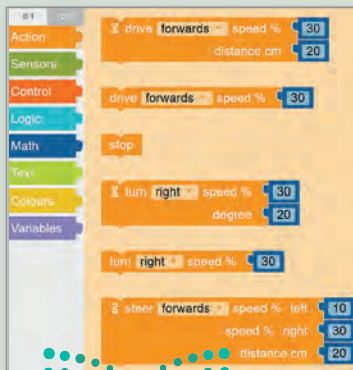 Action
Sensors
Control
Logic
Math
Text
Colours
Variables
drive forwards speed % 30
distance cm 20
drive forwards speed % 30
stop
turn right speed % 30
degree 20
turn right speed % 30
steer forwards speed % left 10
speed % right 30
distance cm 20